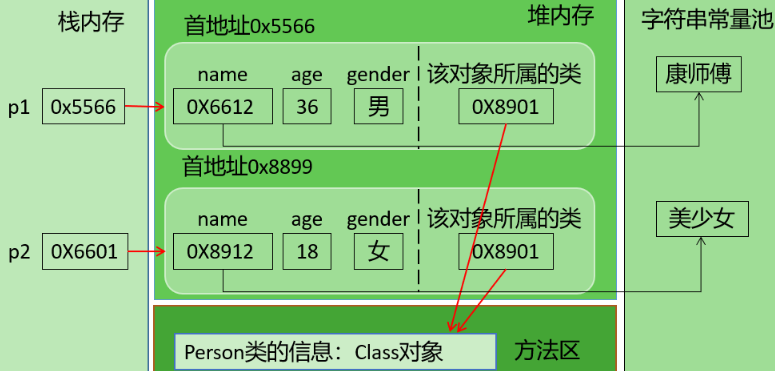 栈内存
堆内存
字符串常量池
首地址0x5566
name age gender 该对象所属的类
康师傅
p1 0x5566 0X6612 36 男 0X8901
首地址0x8899
name age gender 该对象所属的类
美少女
p2 0X6601 0X8912 18 女 0X8901
Person类的信息：Class对象
方法区